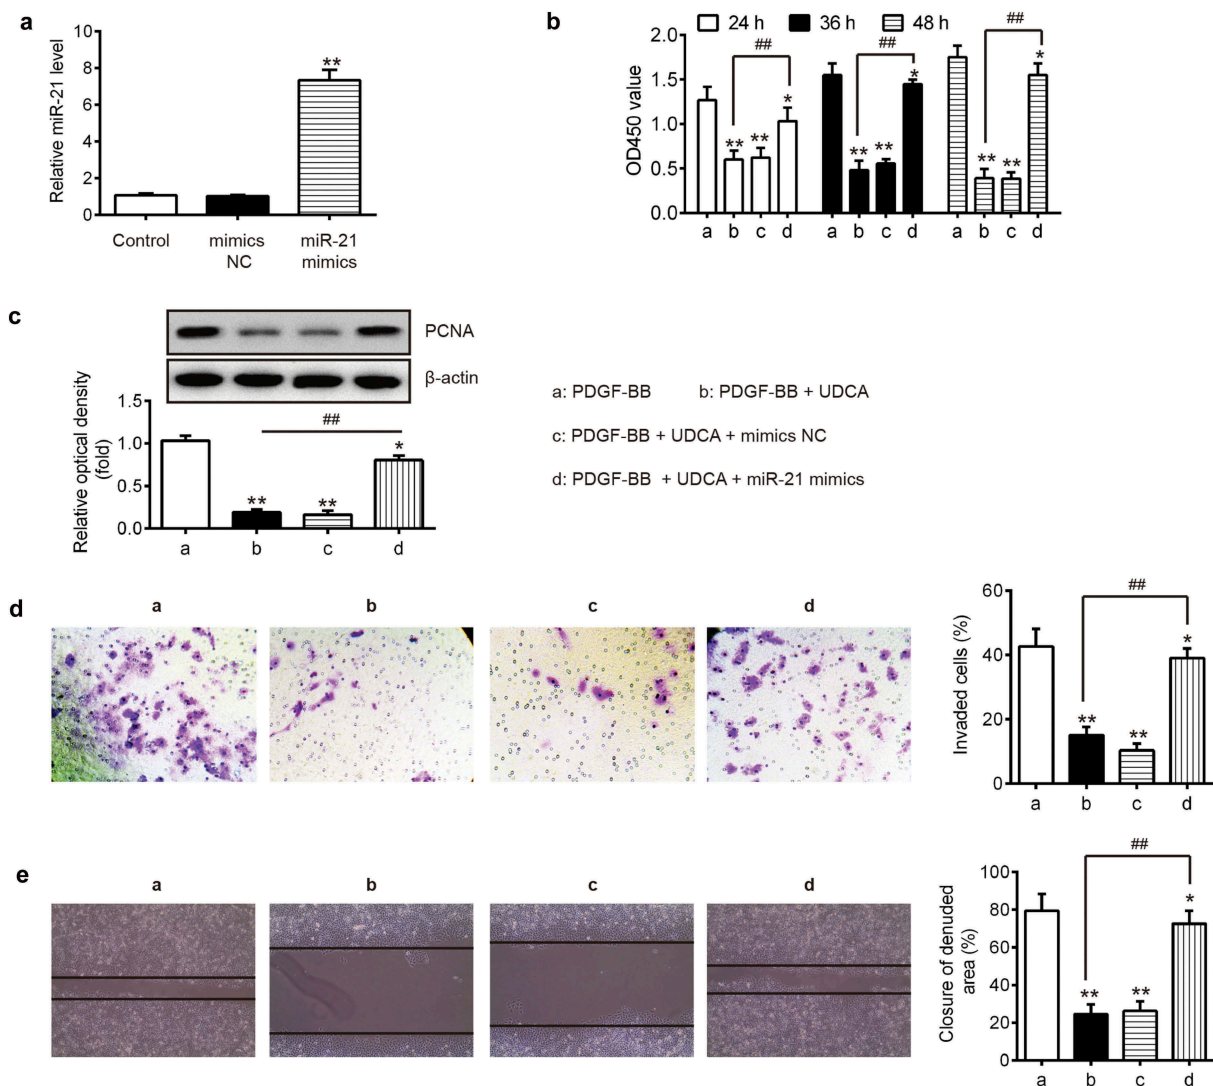 a
Relative miR-21 level
10
8
6
4
2
0
**
Control
mimics
NC
miR-21
mimics
b
24 h
36 h
48 h
OD450 value
2.0
1.5
1.0
0.5
0.0
##
##
##
** ** *
** ** *
** ** *
a b c d
a b c d
a b c d
c
PCNA
β-actin
Relative optical density
(fold)
1.5
1.0
0.5
0.0
##
** ** *
a b c d
a: PDGF-BB b: PDGF-BB + UDCA
c: PDGF-BB + UDCA + mimics NC
d: PDGF-BB + UDCA + miR-21 mimics
d
a b c d
Invaded cells (%)
60
40
20
0
##
** ** *
a b c d
e
a b c d
Closure of denuded
area (%)
100
80
60
40
20
0
##
** ** *
a b c d